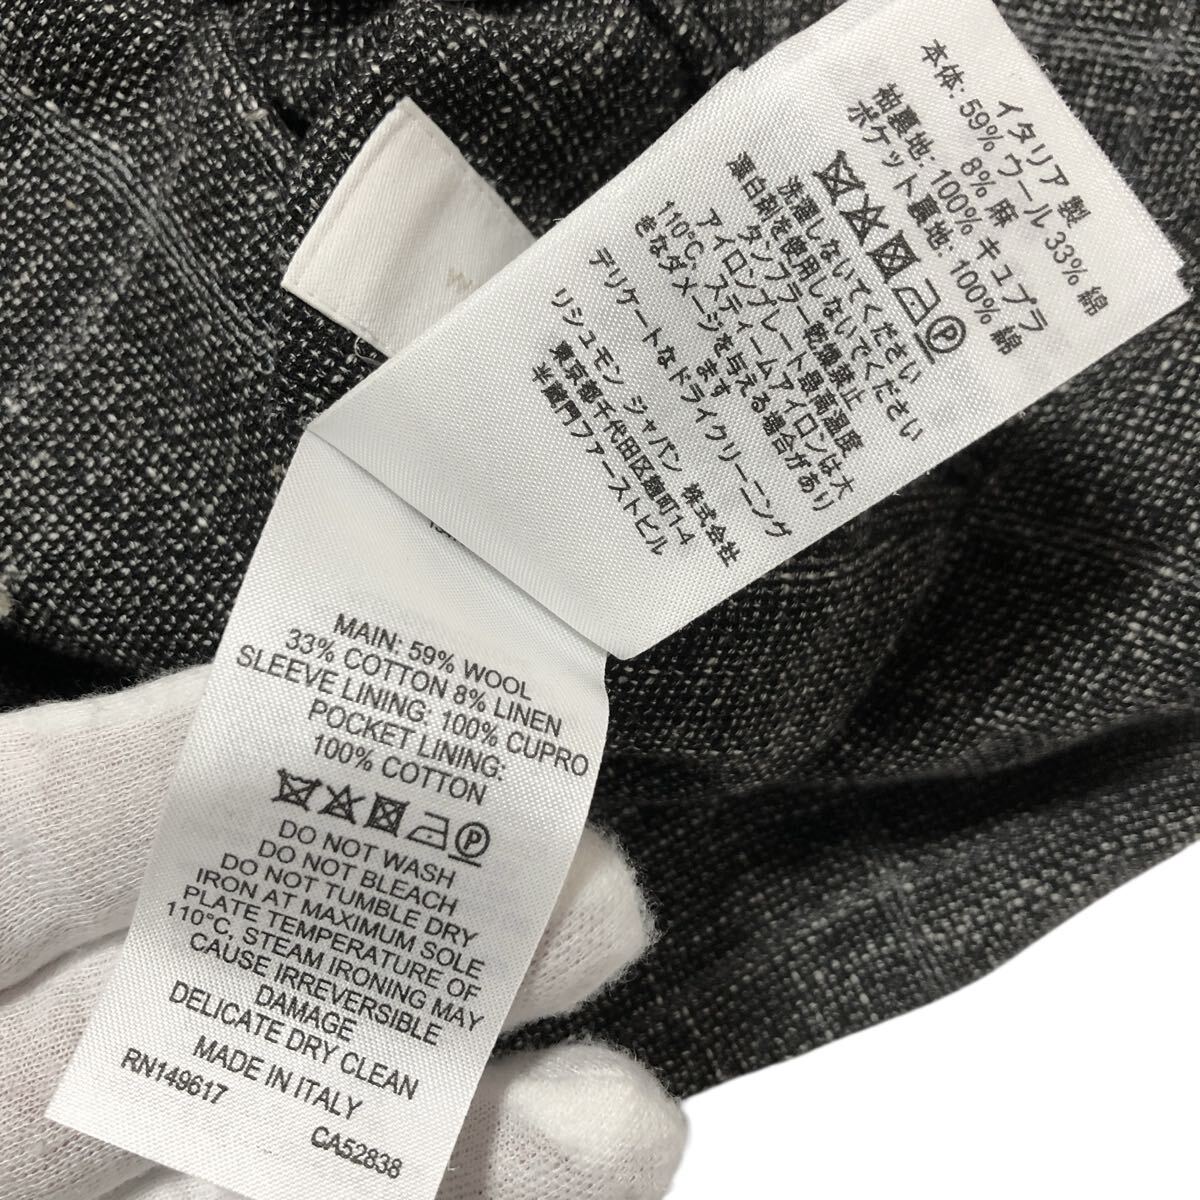 イタリア製
本体: 59% ウール 33% 綿
8% 麻
袖裏地: 100% キュプラ
ポケット裏地: 100% 綿
洗濯しないでください
漂白剤を使用しないでください
タンブラー乾燥禁止
アイロンプレート最高温度
110°C, スティームアイロンは大
きなダメージを与える場合があり
ます
デリケートなドライクリーニング
リシュモン ジャパン 株式会社
東京都千代田区麹町1-4
半蔵門ファーストビル
MAIN: 59% WOOL
33% COTTON 8% LINEN
SLEEVE LINING: 100% CUPRO
POCKET LINING:
100% COTTON
P
DO NOT WASH
DO NOT BLEACH
DO NOT TUMBLE DRY
IRON AT MAXIMUM SOLE
PLATE TEMPERATURE OF
110°C, STEAM IRONING MAY
CAUSE IRREVERSIBLE
DAMAGE
DELICATE DRY CLEAN
MADE IN ITALY
RN149617
CA52838